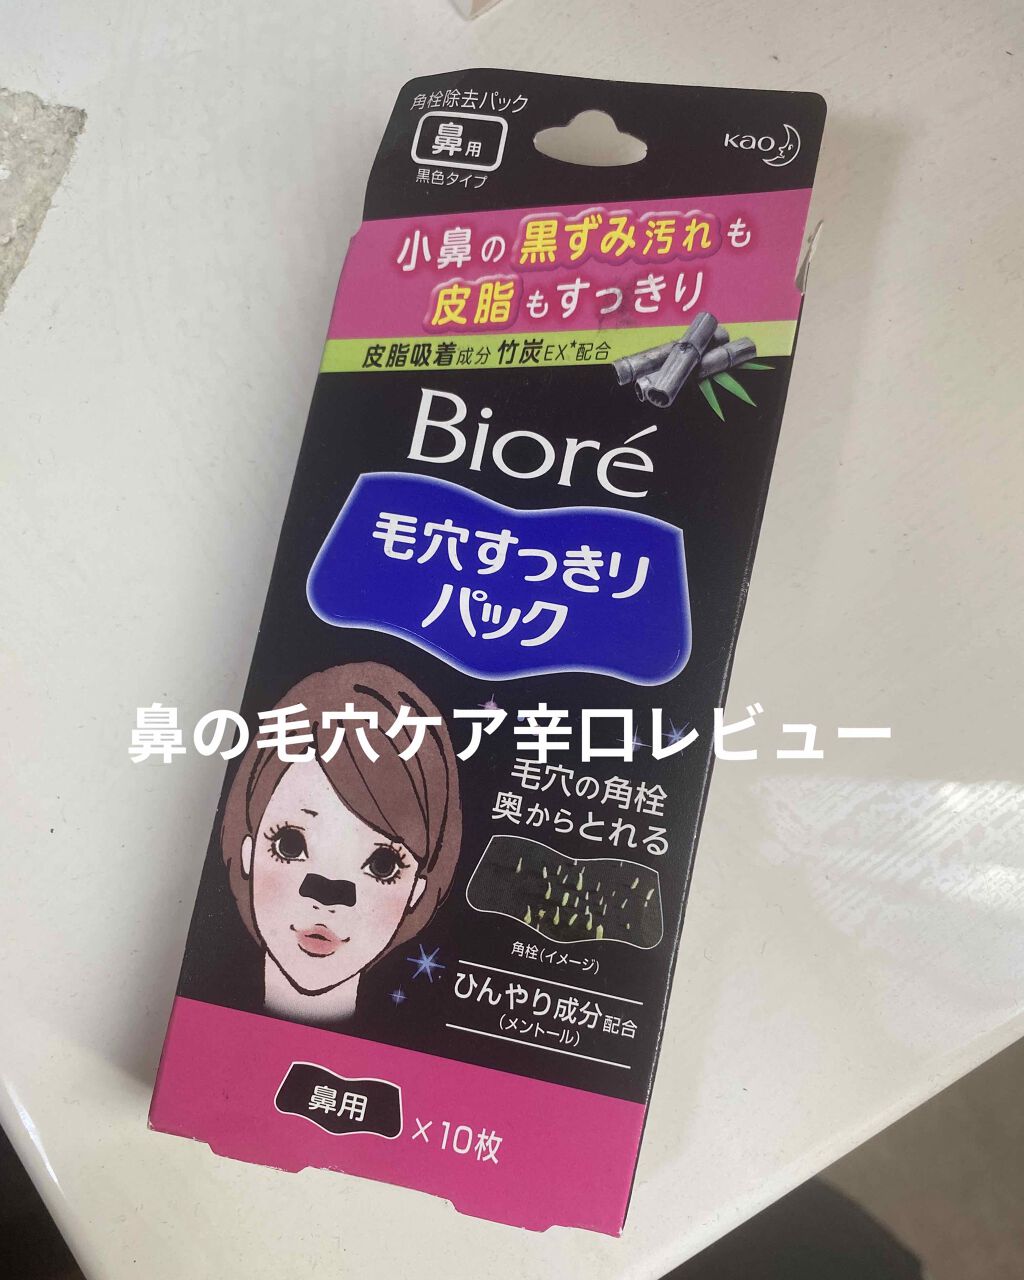 角栓除去パック
鼻用
黒色タイプ
Kao
小鼻の黒ずみ汚れも
皮脂もすっきり
皮脂吸着成分 竹炭EX*配合
Bioré
毛穴すっきり
パック
鼻の毛穴ケア辛口レビュー
毛穴の角栓
奥からとれる
角栓(イメージ)
ひんやり成分配合
(メントール)
鼻用
×10枚